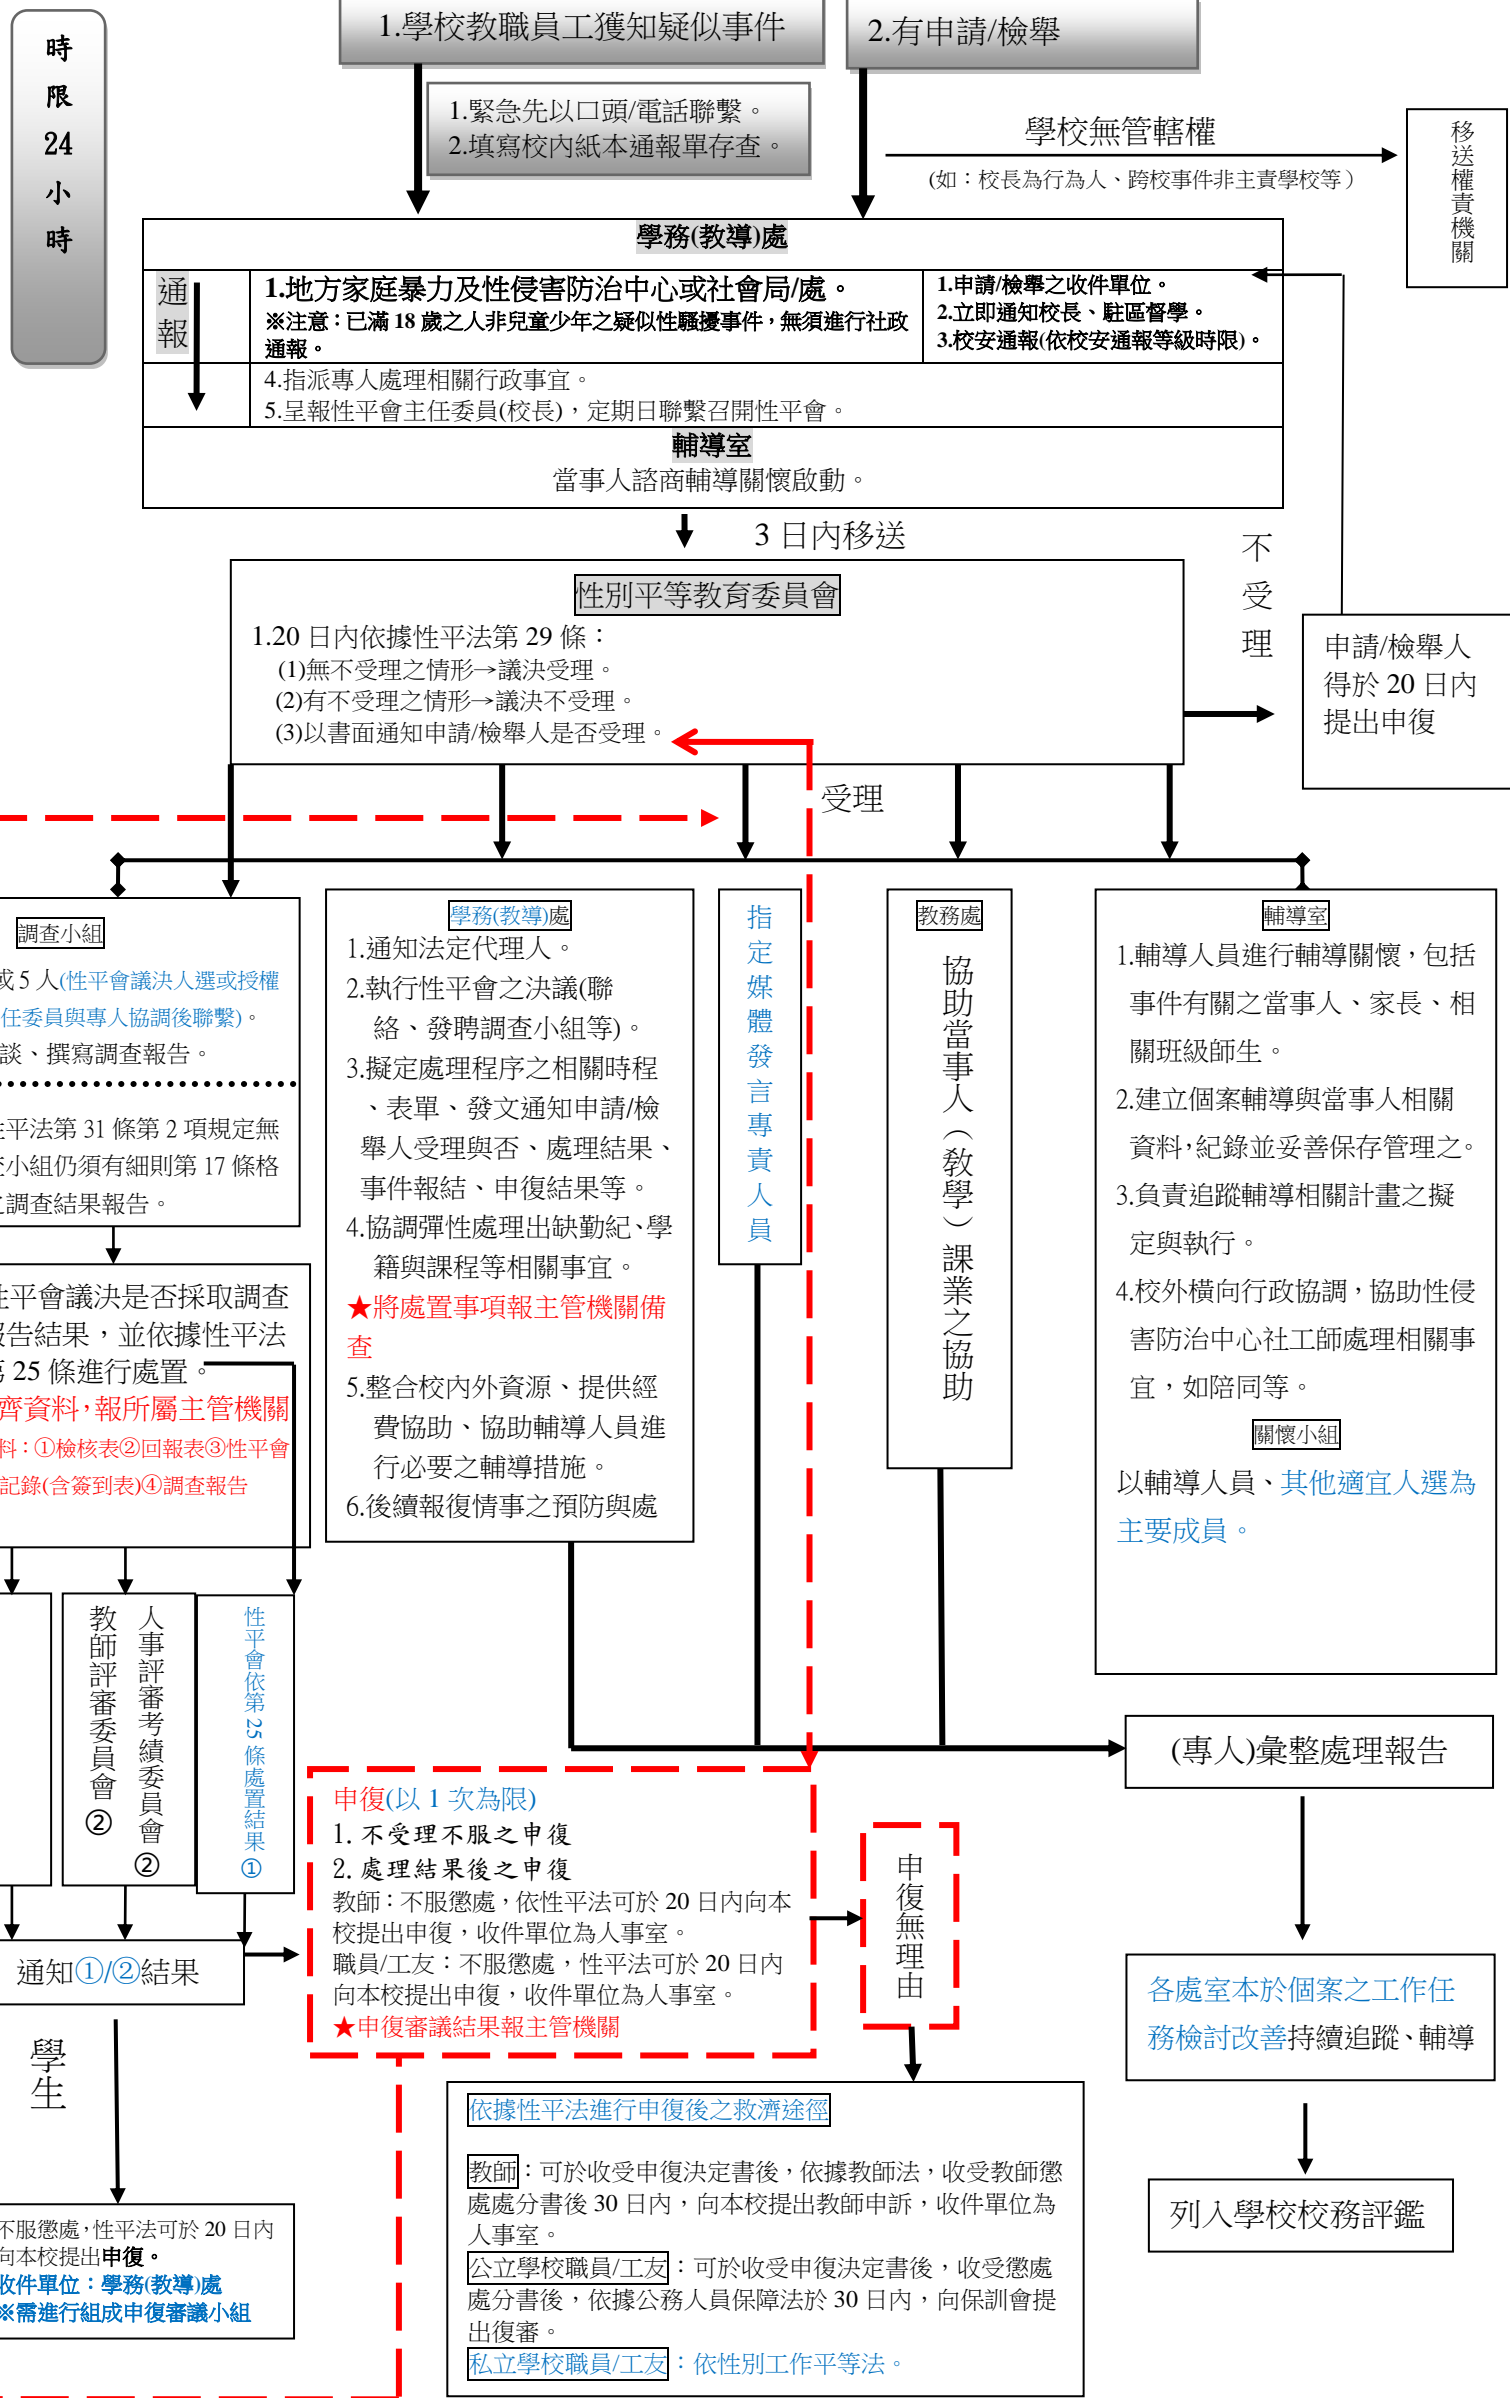 時
限
24
小
時
1.學校教職員工獲知疑似事件
2.有申請/檢舉
1.緊急先以口頭/電話聯繫。
2.填寫校內紙本通報單存查。
學校無管轄權
(如：校長為行為人、跨校事件非主責學校等）
移送權責機關
學務(教導)處
通報
1.地方家庭暴力及性侵害防治中心或社會局/處。
※注意：已滿 18 歲之人非兒童少年之疑似性騷擾事件，無須進行社政
通報。
1.申請/檢舉之收件單位。
2.立即通知校長、駐區督學。
3.校安通報(依校安通報等級時限)。
4.指派專人處理相關行政事宜。
5.呈報性平會主任委員(校長)，定期日聯繫召開性平會。
輔導室
當事人諮商輔導關懷啟動。
3 日內移送
性別平等教育委員會
1.20 日內依據性平法第 29 條：
(1)無不受理之情形→議決受理。
(2)有不受理之情形→議決不受理。
(3)以書面通知申請/檢舉人是否受理。
不
受
理
申請/檢舉人
得於 20 日內
提出申復
受理
調查小組
或 5 人(性平會議決人選或授權
任委員與專人協調後聯繫)。
談、撰寫調查報告。
性平法第 31 條第 2 項規定無
查小組仍須有細則第 17 條格
之調查結果報告。
學務(教導)處
1.通知法定代理人。
2.執行性平會之決議(聯
絡、發聘調查小組等)。
3.擬定處理程序之相關時程
、表單、發文通知申請/檢
舉人受理與否、處理結果、
事件報結、申復結果等。
4.協調彈性處理出缺勤紀、學
籍與課程等相關事宜。
★將處置事項報主管機關備
查
5.整合校內外資源、提供經
費協助、協助輔導人員進
行必要之輔導措施。
6.後續報復情事之預防與處
指定媒體發言專責人員
教務處
協助當事人（教學）課業之協助
輔導室
1.輔導人員進行輔導關懷，包括
事件有關之當事人、家長、相
關班級師生。
2.建立個案輔導與當事人相關
資料，紀錄並妥善保存管理之。
3.負責追蹤輔導相關計畫之擬
定與執行。
4.校外橫向行政協調，協助性侵
害防治中心社工師處理相關事
宜，如陪同等。
關懷小組
以輔導人員、其他適宜人選為
主要成員。
性平會議決是否採取調查
報告結果，並依據性平法
第 25 條進行處置。
齊資料，報所屬主管機關
料：①檢核表②回報表③性平會
記錄(含簽到表)④調查報告
教師評審委員會②
人事評審考績委員會②
性平會依第 25 條處置結果①
通知①/②結果
申復(以 1 次為限)
1. 不受理不服之申復
2. 處理結果後之申復
教師：不服懲處，依性平法可於 20 日內向本
校提出申復，收件單位為人事室。
職員/工友：不服懲處，性平法可於 20 日內
向本校提出申復，收件單位為人事室。
★申復審議結果報主管機關
申復無理由
(專人)彙整處理報告
各處室本於個案之工作任
務檢討改善持續追蹤、輔導
列入學校校務評鑑
學生
不服懲處，性平法可於 20 日內
向本校提出申復。
收件單位：學務(教導)處
※需進行組成申復審議小組
依據性平法進行申復後之救濟途徑
教師：可於收受申復決定書後，依據教師法，收受教師懲
處處分書後 30 日內，向本校提出教師申訴，收件單位為
人事室。
公立學校職員/工友：可於收受申復決定書後，收受懲處
處分書後，依據公務人員保障法於 30 日內，向保訓會提
出復審。
私立學校職員/工友：依性別工作平等法。